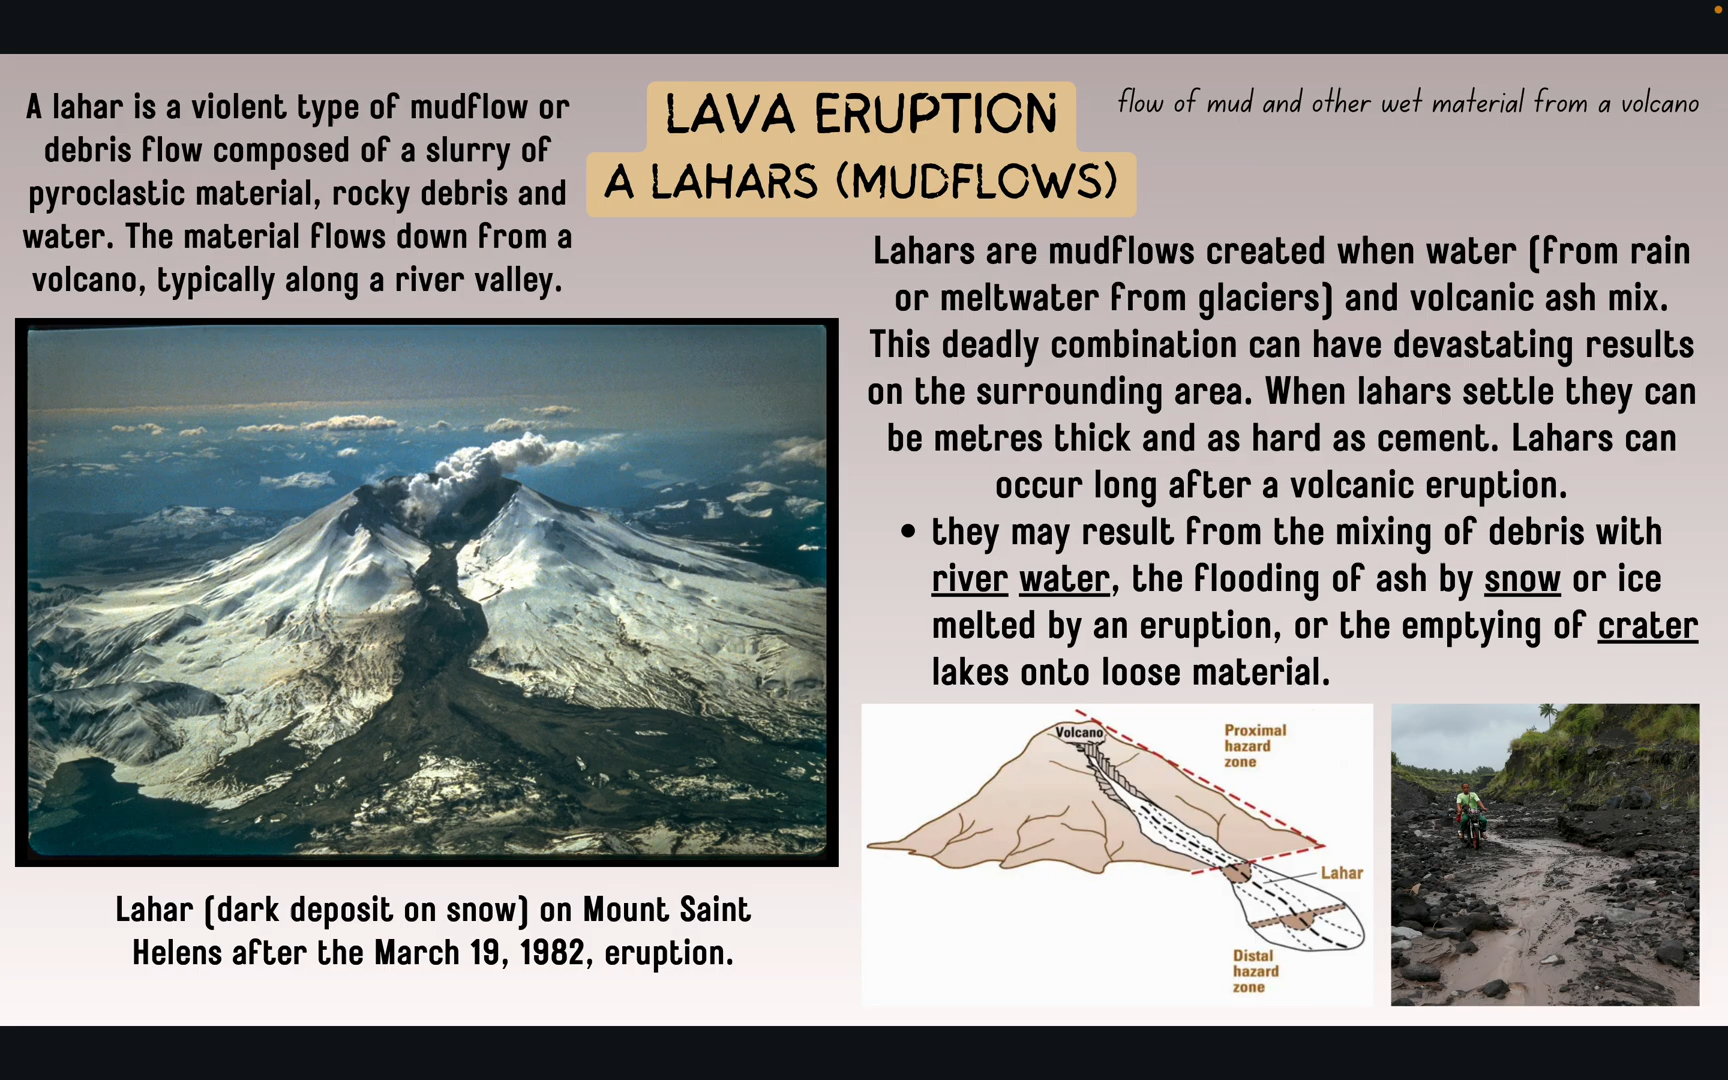 LAVA ERUPTION
A LAHARS (MUDFLOWS)
flow of mud and other wet material from a volcano
A lahar is a violent type of mudflow or
debris flow composed of a slurry of
pyroclastic material, rocky debris and
water. The material flows down from a
volcano, typically along a river valley.
Lahar (dark deposit on snow) on Mount Saint
Helens after the March 19, 1982, eruption.
Lahars are mudflows created when water (from rain
or meltwater from glaciers) and volcanic ash mix.
This deadly combination can have devastating results
on the surrounding area. When lahars settle they can
be metres thick and as hard as cement. Lahars can
occur long after a volcanic eruption.
• they may result from the mixing of debris with
river water, the flooding of ash by snow or ice
melted by an eruption, or the emptying of crater
lakes onto loose material.
Volcano
Proximal
hazard
zone
Lahar
Distal
hazard
zone